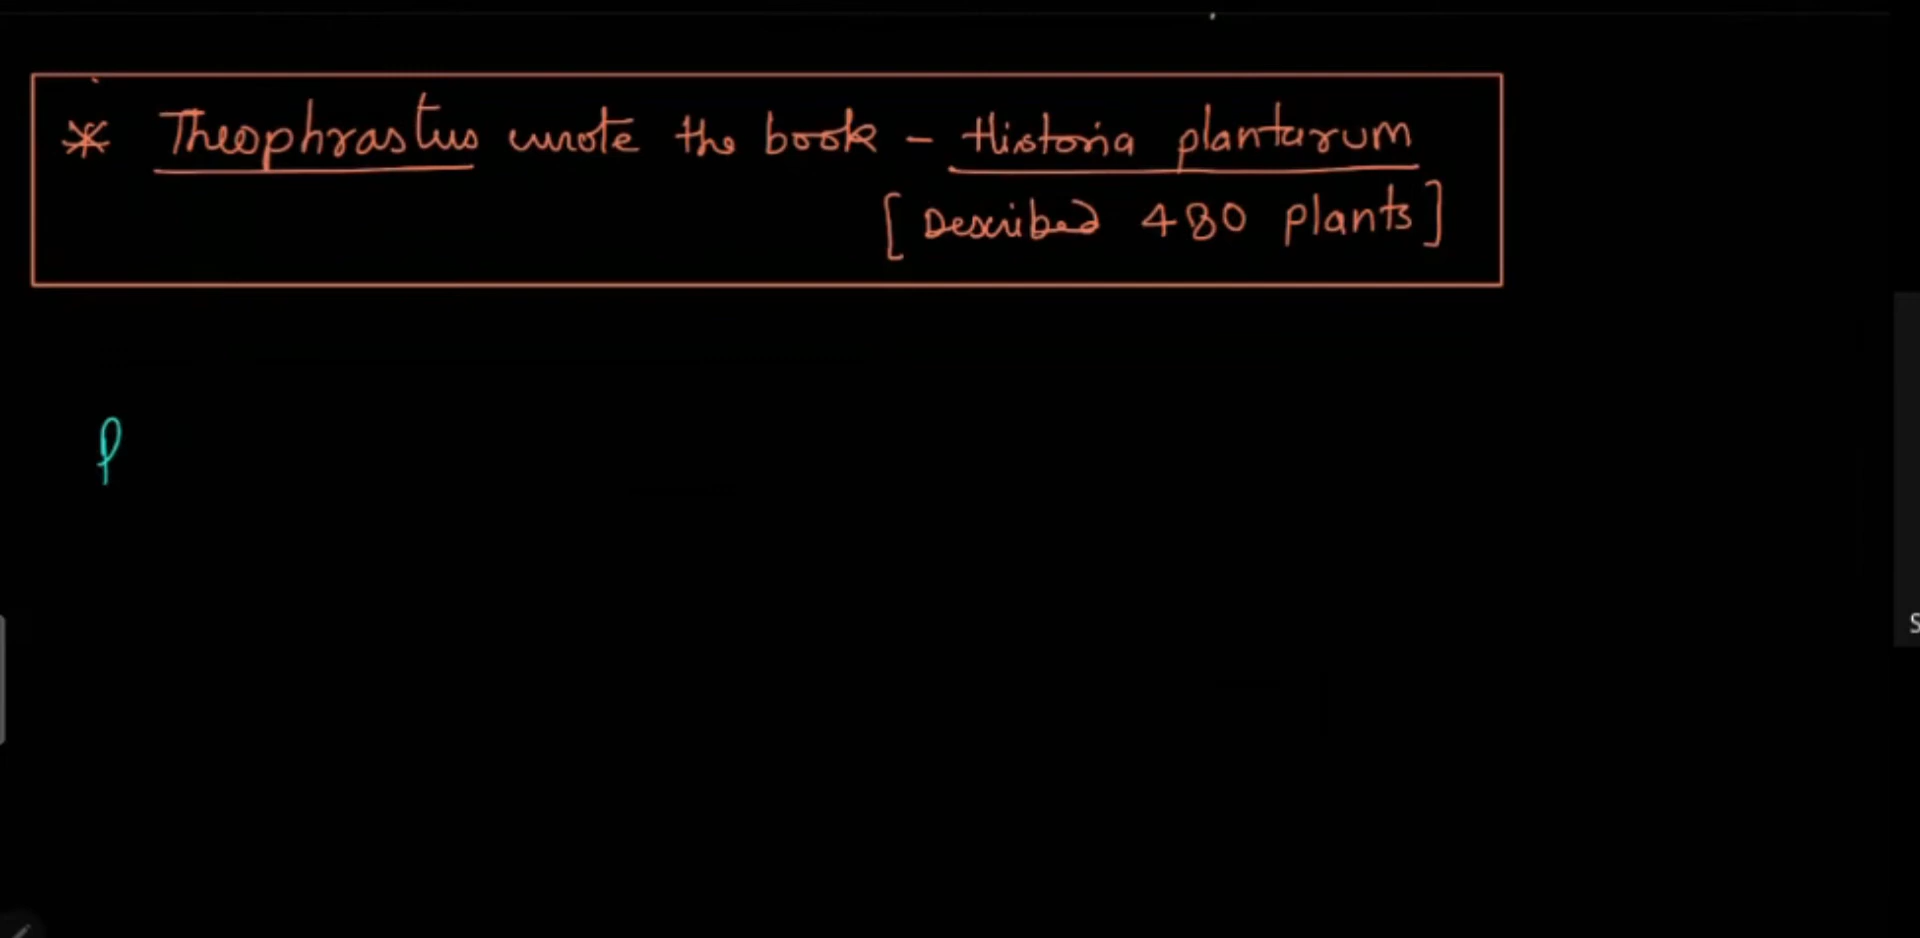 * Theophrastus wrote the book - Historia plantarum
[Described 480 plants]
P
S